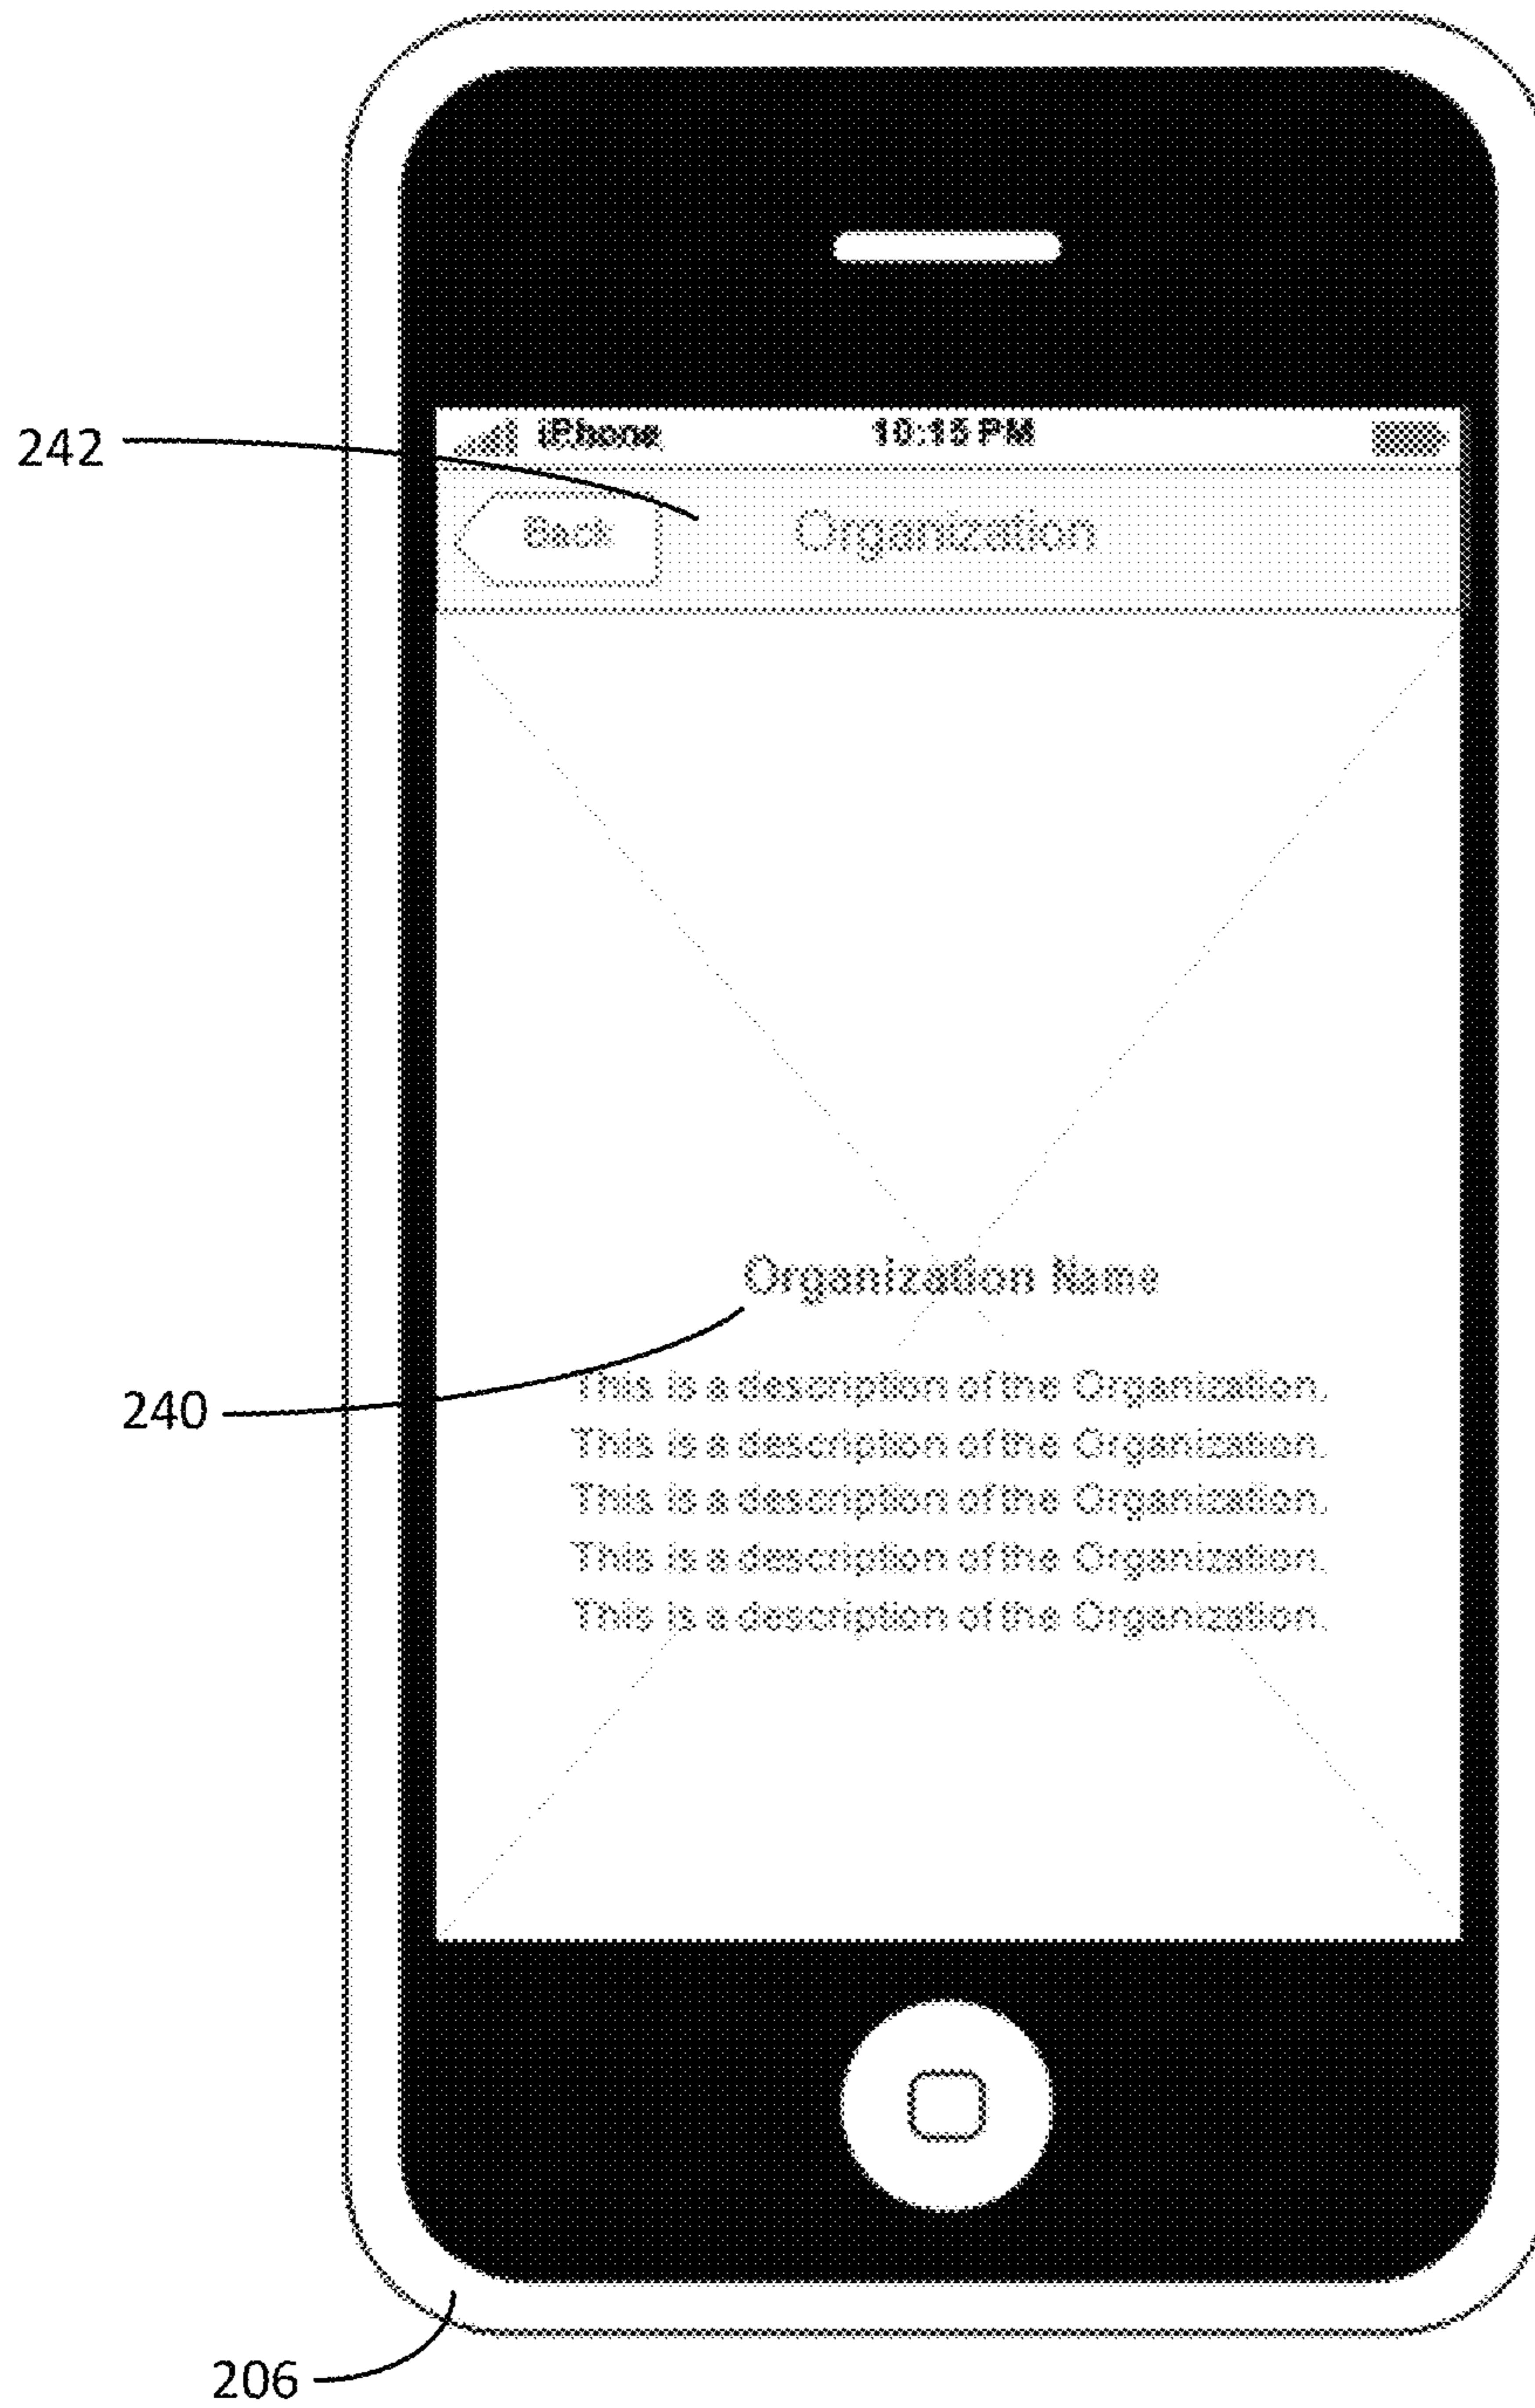 iPhone 10:15 PM
242
Back Organization
Organization Name
240
This is a description of the Organization.
This is a description of the Organization.
This is a description of the Organization.
This is a description of the Organization.
This is a description of the Organization.
206